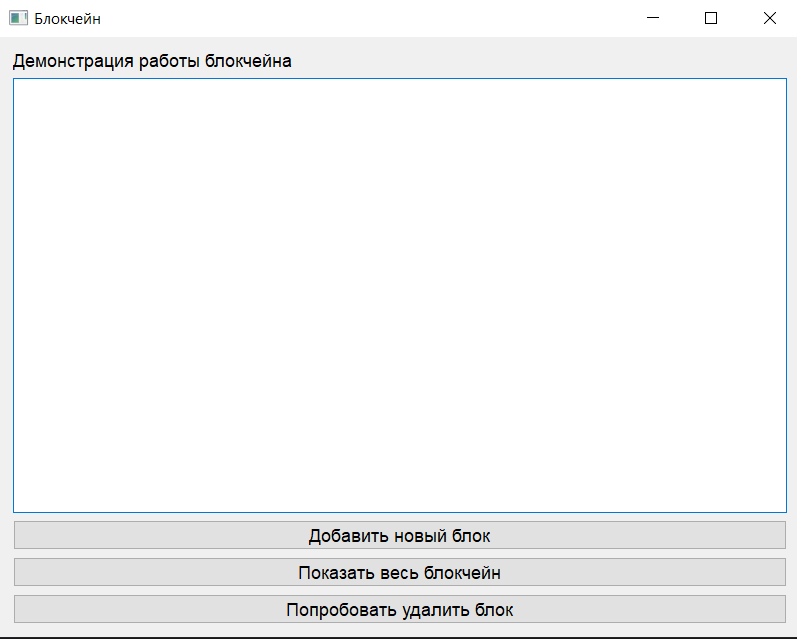 Блокчейн
Демонстрация работы блокчейна
Добавить новый блок
Показать весь блокчейн
Попробовать удалить блок